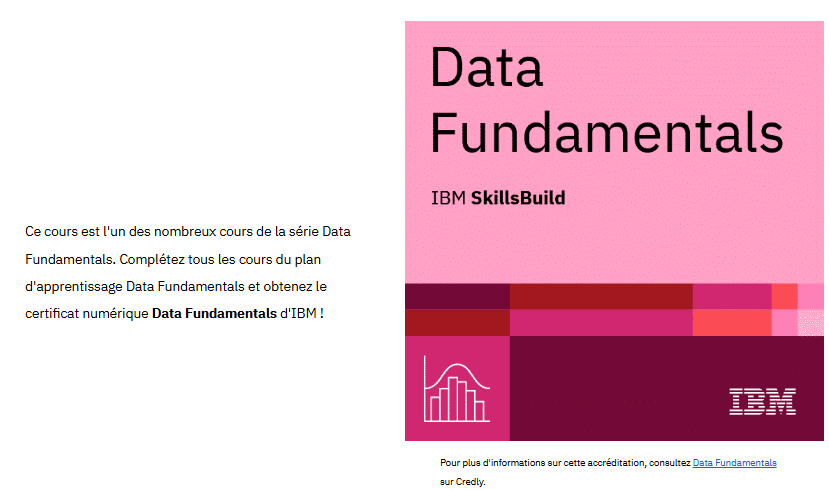 Data
Fundamentals
IBM SkillsBuild
Ce cours est l'un des nombreux cours de la série Data
Fundamentals. Complétez tous les cours du plan
d'apprentissage Data Fundamentals et obtenez le
certificat numérique Data Fundamentals d'IBM !
IBM
Pour plus d'informations sur cette accréditation, consultez Data Fundamentals
sur Credly.